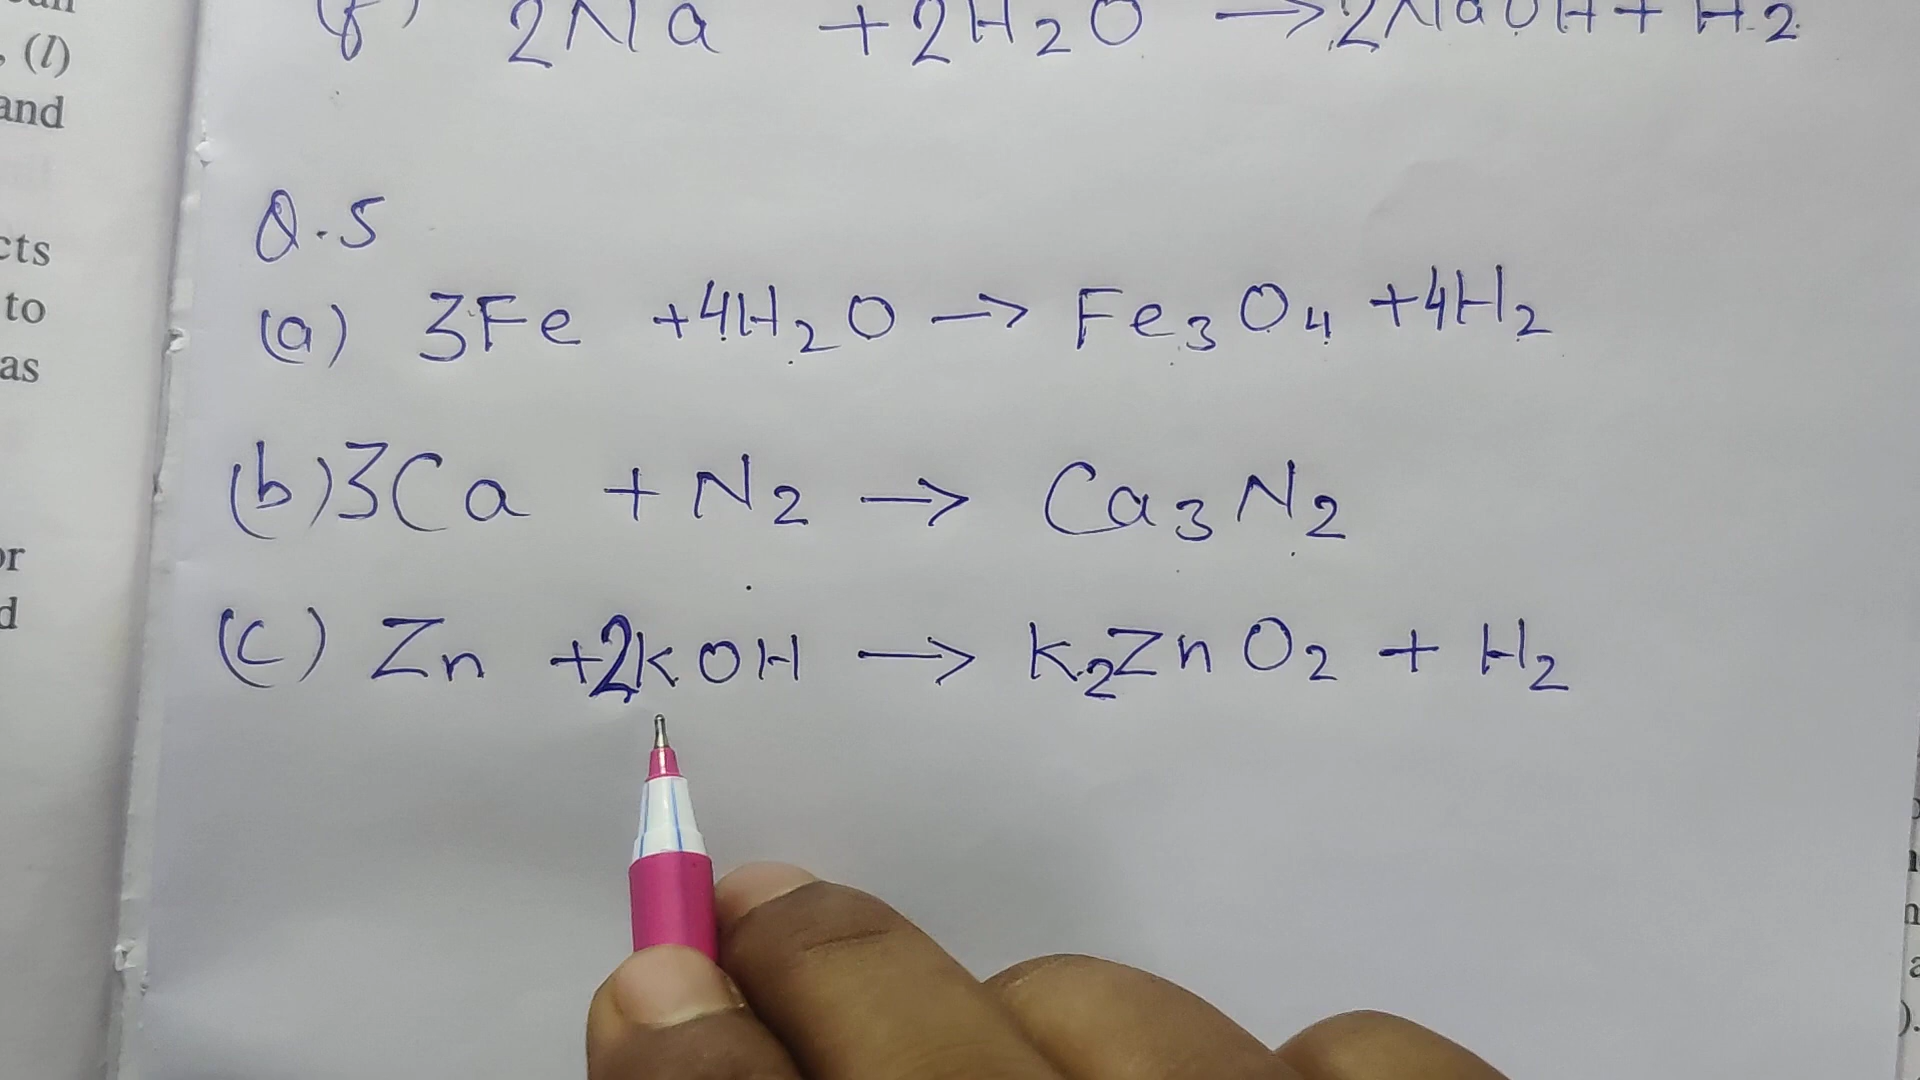 , (l)
and
cts
to
as
or
d
(f) 2Na + 2H2O → 2NaOH + H2
Q.5
(a) 3Fe + 4H2O → Fe3O4 + 4H2
(b) 3Ca + N2 → Ca3N2
(c) Zn + 2KOH → K2ZnO2 + H2